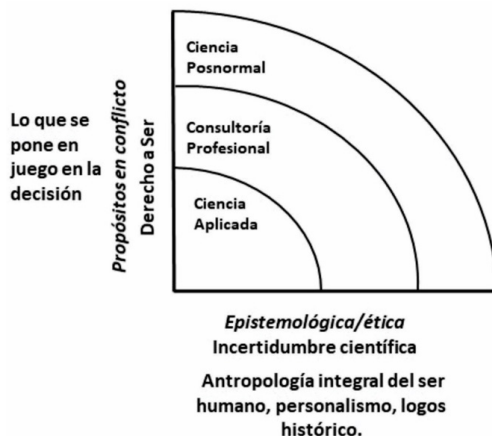 Ciencia
Posnormal
Lo que se
pone en
juego en la
decisión
Propósitos en conflicto
Derecho a Ser
Consultoría
Profesional
Ciencia
Aplicada
Epistemológica/ética
Incertidumbre científica
Antropología integral del ser
humano, personalismo, logos
histórico.